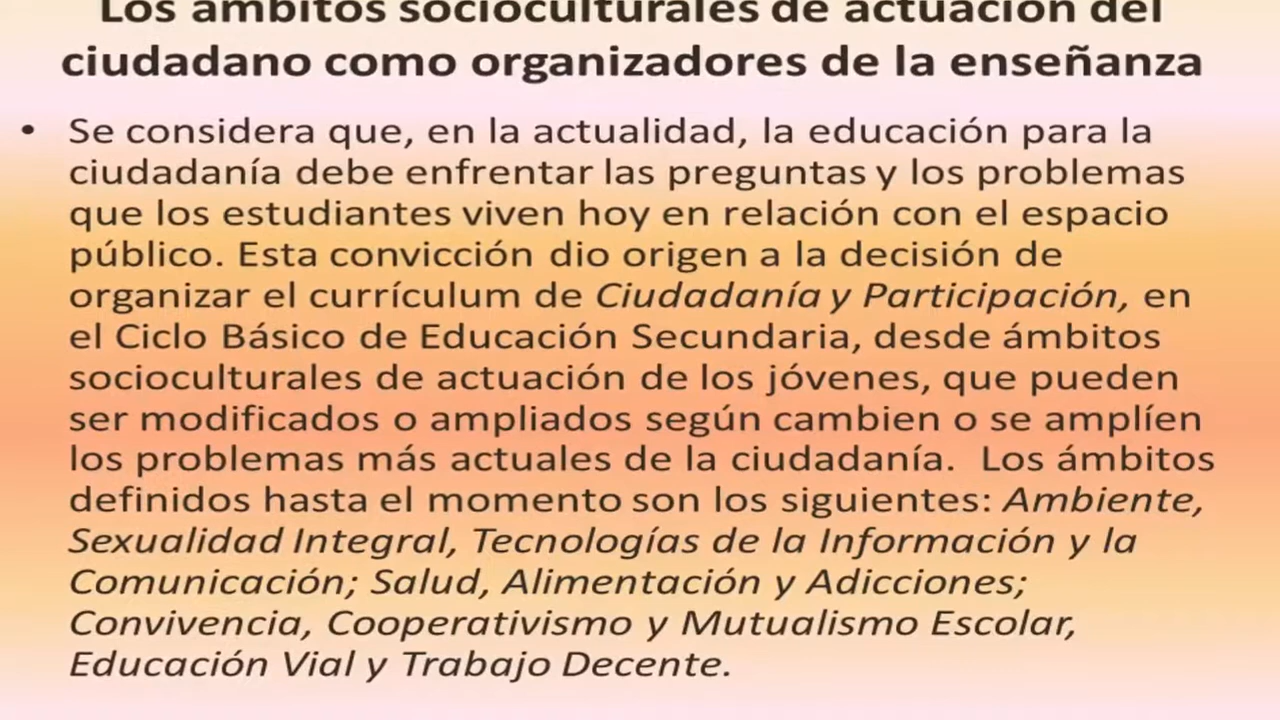 Los ámbitos socioculturales de actuación del
ciudadano como organizadores de la enseñanza
• Se considera que, en la actualidad, la educación para la
ciudadanía debe enfrentar las preguntas y los problemas
que los estudiantes viven hoy en relación con el espacio
público. Esta convicción dio origen a la decisión de
organizar el currículum de Ciudadanía y Participación, en
el Ciclo Básico de Educación Secundaria, desde ámbitos
socioculturales de actuación de los jóvenes, que pueden
ser modificados o ampliados según cambien o se amplíen
los problemas más actuales de la ciudadanía. Los ámbitos
definidos hasta el momento son los siguientes: Ambiente,
Sexualidad Integral, Tecnologías de la Información y la
Comunicación; Salud, Alimentación y Adicciones;
Convivencia, Cooperativismo y Mutualismo Escolar,
Educación Vial y Trabajo Decente.